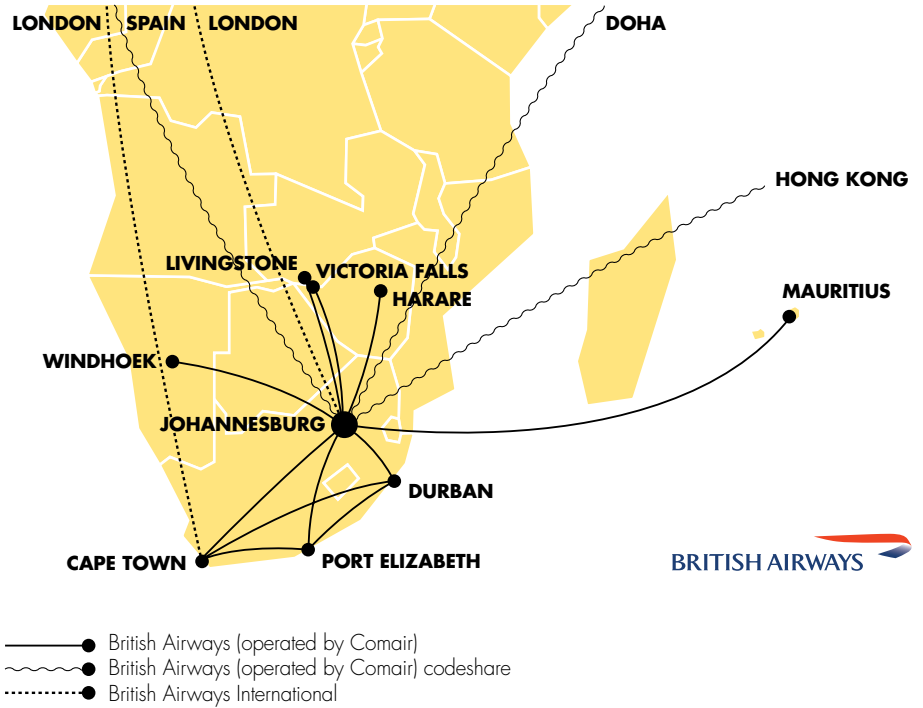 LONDON
SPAIN
LONDON
DOHA
HONG KONG
LIVINGSTONE
VICTORIA FALLS
HARARE
MAURITIUS
WINDHOEK
JOHANNESBURG
DURBAN
CAPE TOWN
PORT ELIZABETH
BRITISH AIRWAYS
British Airways (operated by Comair)
British Airways (operated by Comair) codeshare
British Airways International